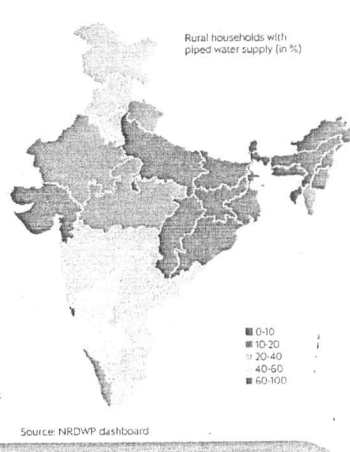 Rural households with
piped water supply (in %)
0-10
10-20
20-40
40-60
60-100
Source: NRDWP dashboard